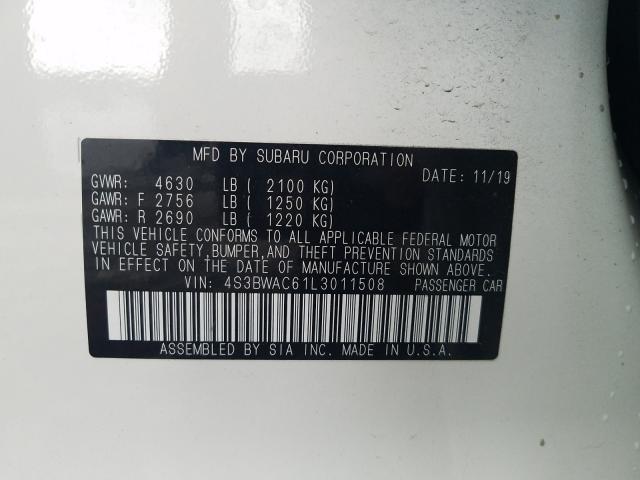 MFD BY SUBARU CORPORATION
DATE: 11/19
GVWR: 4630 LB ( 2100 KG)
GAWR: F 2756 LB ( 1250 KG)
GAWR: R 2690 LB ( 1220 KG)
THIS VEHICLE CONFORMS TO ALL APPLICABLE FEDERAL MOTOR
VEHICLE SAFETY,BUMPER,AND THEFT PREVENTION STANDARDS
IN EFFECT ON THE DATE OF MANUFACTURE SHOWN ABOVE.
VIN: 4S3BWAC61L3011508 PASSENGER CAR
ASSEMBLED BY SIA INC. MADE IN U.S.A.